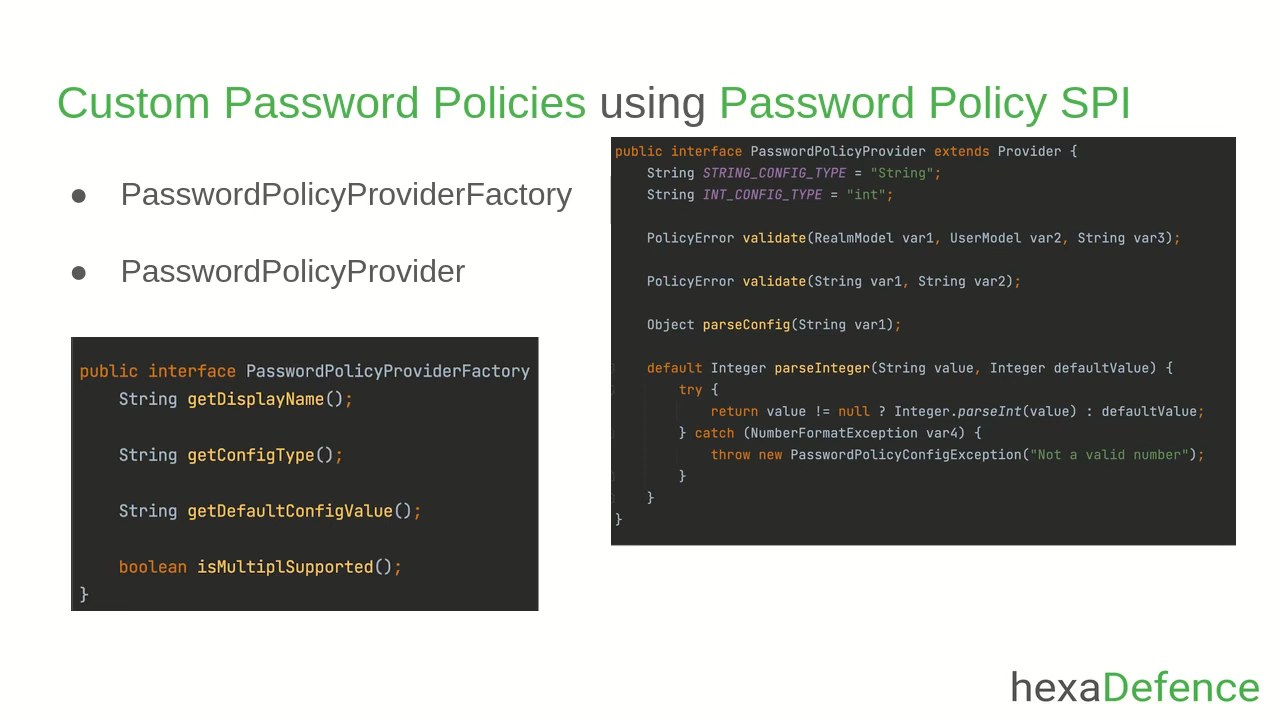 Custom Password Policies using Password Policy SPI
● PasswordPolicyProviderFactory
● PasswordPolicyProvider
public interface PasswordPolicyProviderFactory
String getDisplayName();
String getConfigType();
String getDefaultConfigValue();
boolean isMultiplSupported();
}
public interface PasswordPolicyProvider extends Provider {
String STRING_CONFIG_TYPE = "String";
String INT_CONFIG_TYPE = "int";
PolicyError validate(RealmModel var1, UserModel var2, String var3);
PolicyError validate(String var1, String var2);
Object parseConfig(String var1);
default Integer parseInteger(String value, Integer defaultValue) {
try {
return value != null ? Integer.parseInt(value) : defaultValue;
} catch (NumberFormatException var4) {
throw new PasswordPolicyConfigException("Not a valid number");
}
}
}
hexaDefence